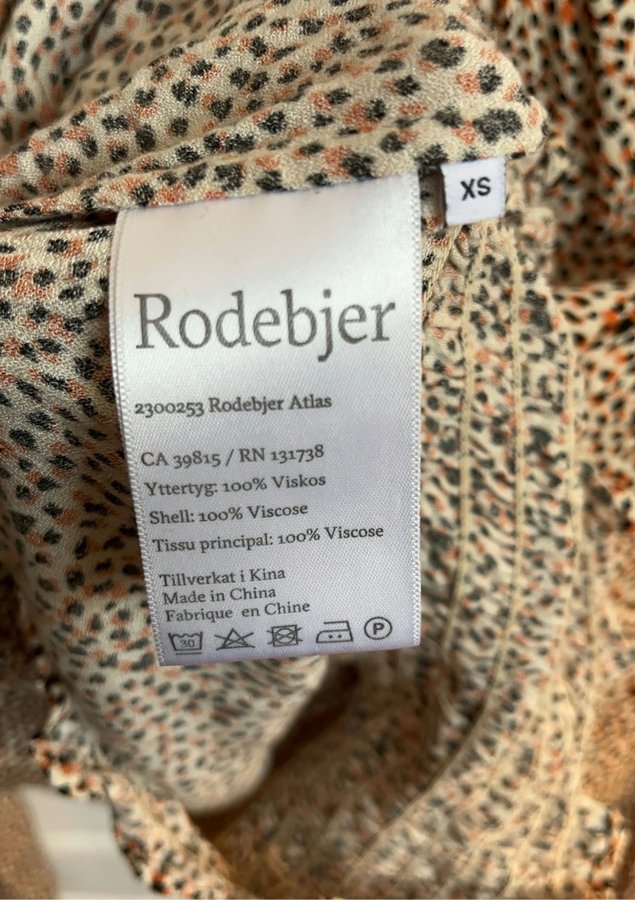 XS
Rodebjer
2300253 Rodebjer Atlas
CA 39815 / RN 131738
Yttertyg: 100% Viskos
Shell: 100% Viscose
Tissu principal: 100% Viscose
Tillverkat i Kina
Made in China
Fabrique en Chine
30 P